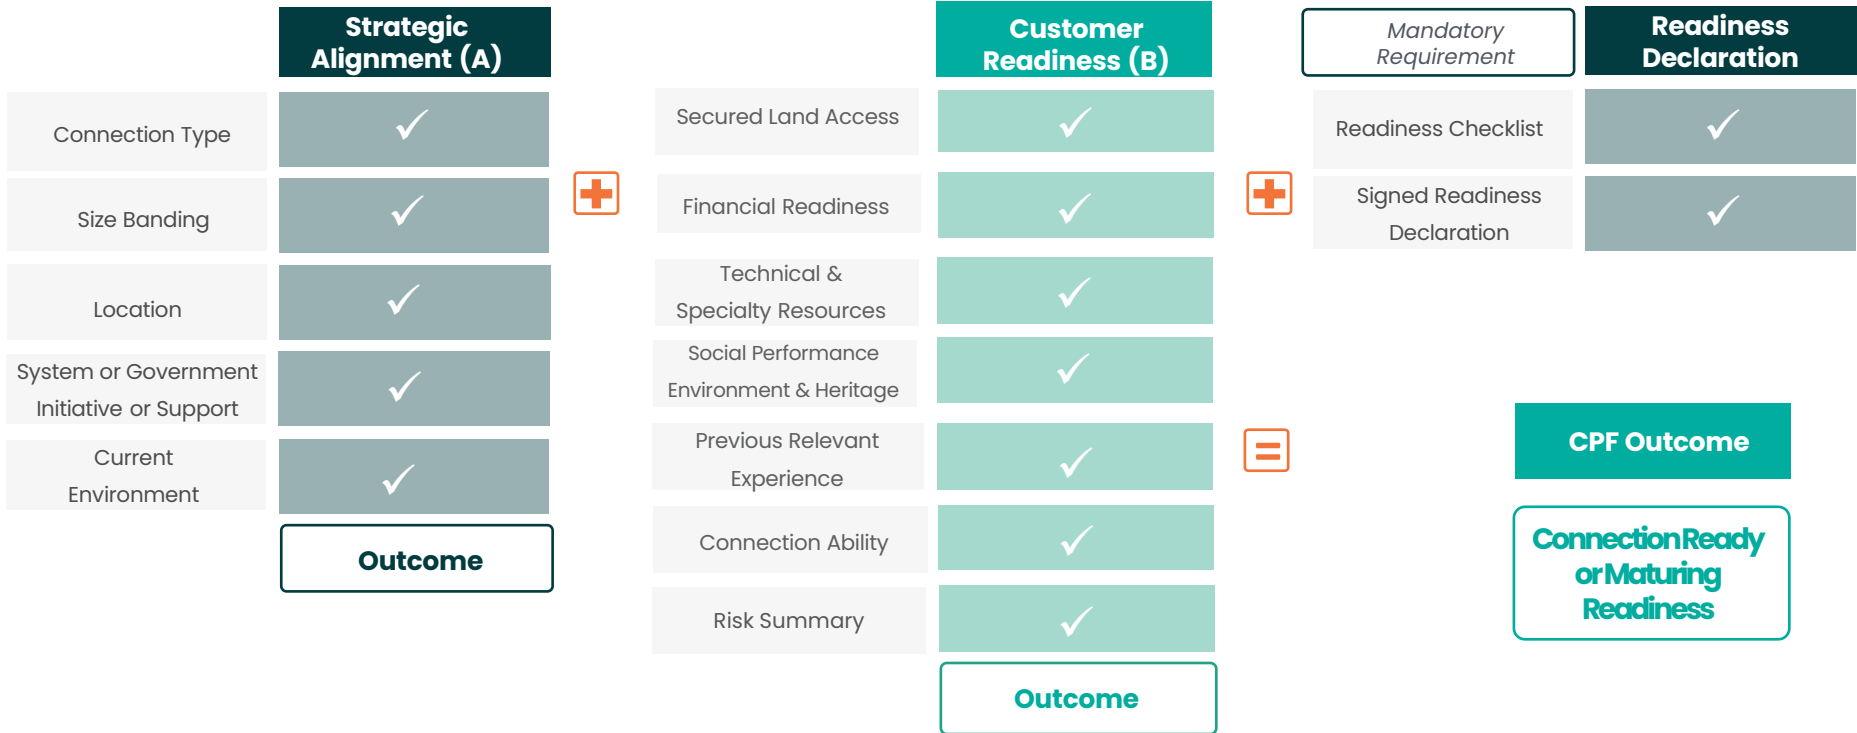 Strategic
Alignment (A)
Connection Type
Size Banding
Location
System or Government
Initiative or Support
Current
Environment
Outcome
Customer
Readiness (B)
Secured Land Access
Financial Readiness
Technical &
Specialty Resources
Social Performance
Environment & Heritage
Previous Relevant
Experience
Connection Ability
Risk Summary
Outcome
Mandatory
Requirement
Readiness
Declaration
Readiness Checklist
Signed Readiness
Declaration
CPF Outcome
Connection Ready
or Maturing
Readiness